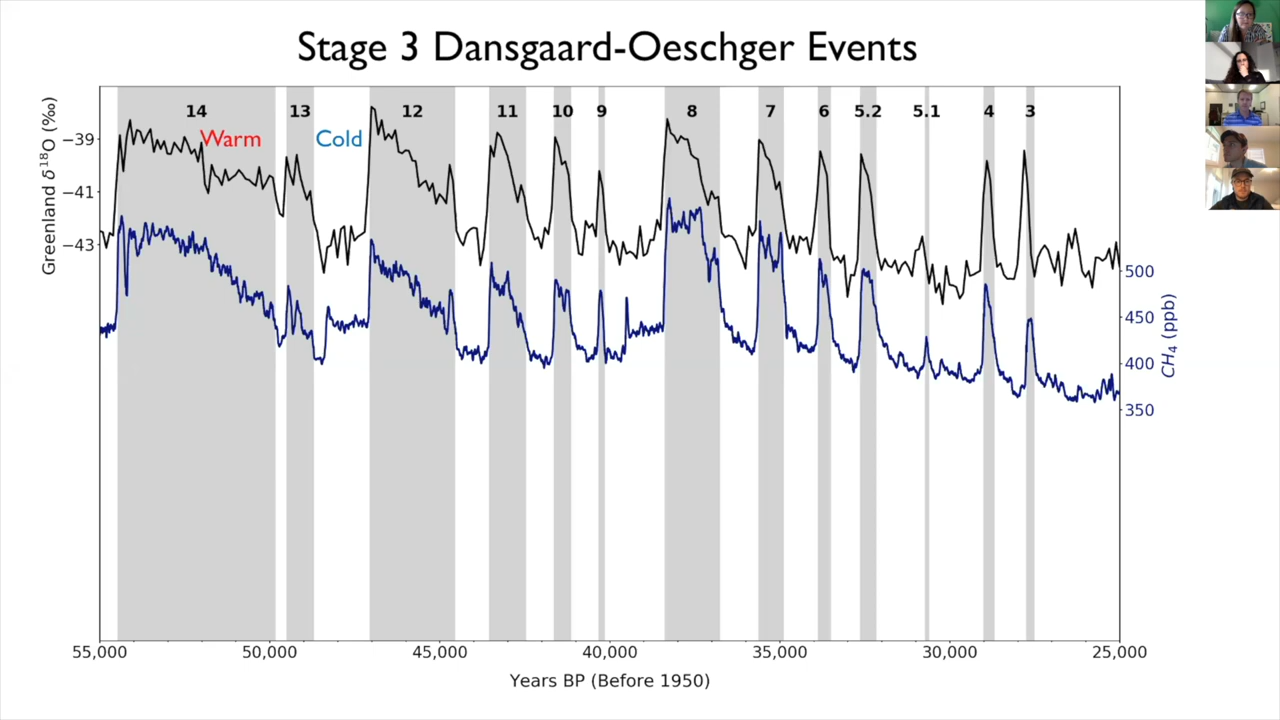 Stage 3 Dansgaard-Oeschger Events
14 13 12 11 10 9 8 7 6 5.2 5.1 4 3
Warm Cold
Greenland δ¹⁸O (‰)
−39
−41
−43
500
450
400
350
CH₄ (ppb)
55,000 50,000 45,000 40,000 35,000 30,000 25,000
Years BP (Before 1950)